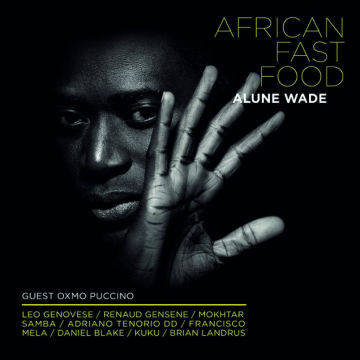 AFRICAN
FAST
FOOD
ALUNE WADE
GUEST OXMO PUCCINO
LEO GENOVESE / RENAUD GENSENE / MOKHTAR
SAMBA / ADRIANO TENORIO DD / FRANCISCO
MELA / DANIEL BLAKE / KUKU / BRIAN LANDRUS